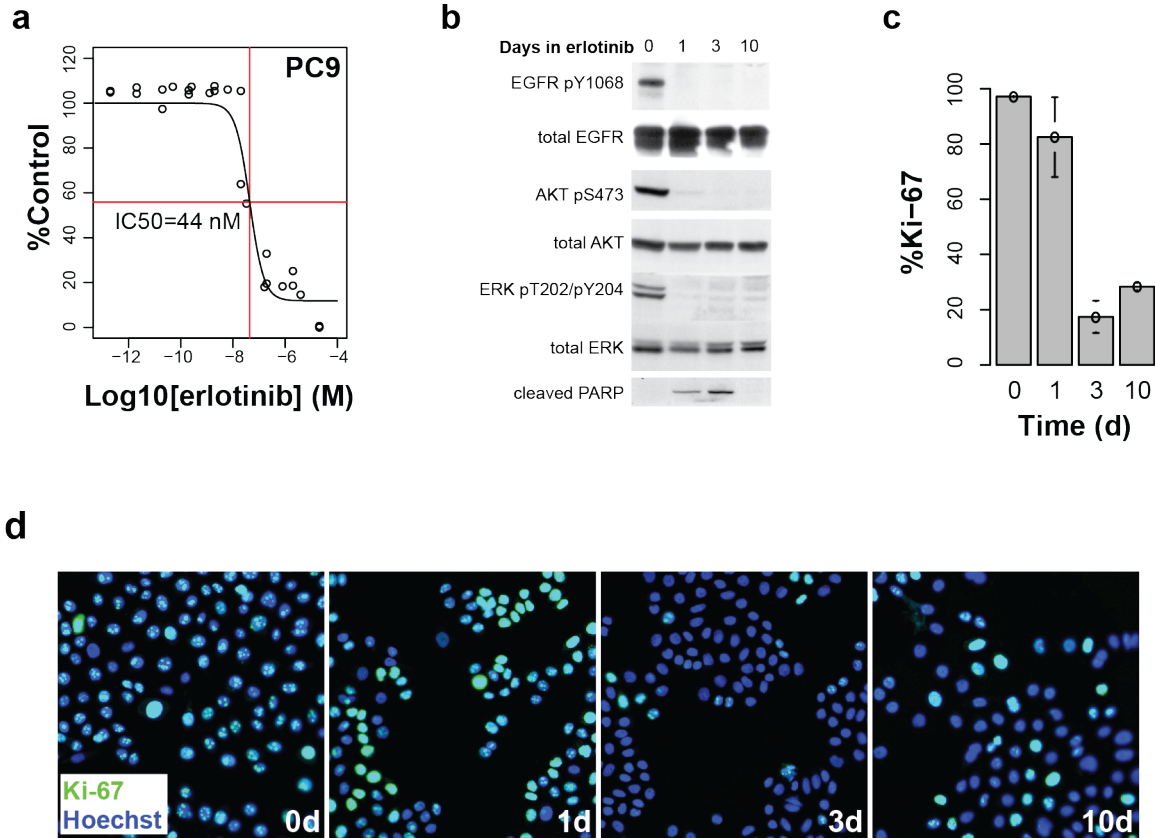 a
PC9
IC50=44 nM
%Control
0
20
40
60
80
100
120
−12
−10
−8
−6
−4
Log10[erlotinib] (M)
b
Days in erlotinib 0 1 3 10
EGFR pY1068
total EGFR
AKT pS473
total AKT
ERK pT202/pY204
total ERK
cleaved PARP
c
%Ki−67
0
20
40
60
80
100
0 1 3 10
Time (d)
d
Ki-67
Hoechst
0d
1d
3d
10d